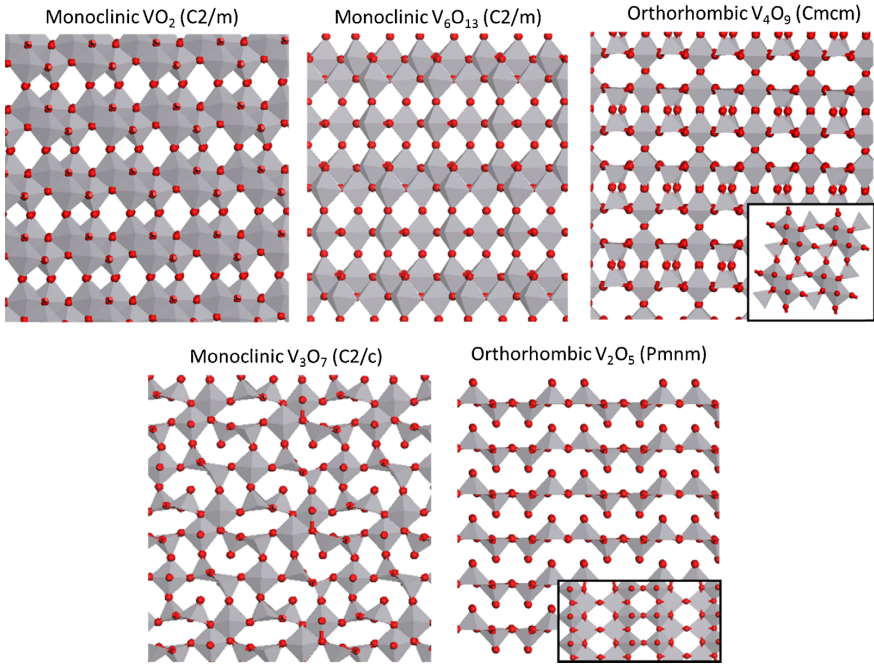 Monoclinic VO₂ (C2/m)
Monoclinic V₆O₁₃ (C2/m)
Orthorhombic V₄O₉ (Cmcm)
Monoclinic V₃O₇ (C2/c)
Orthorhombic V₂O₅ (Pmnm)